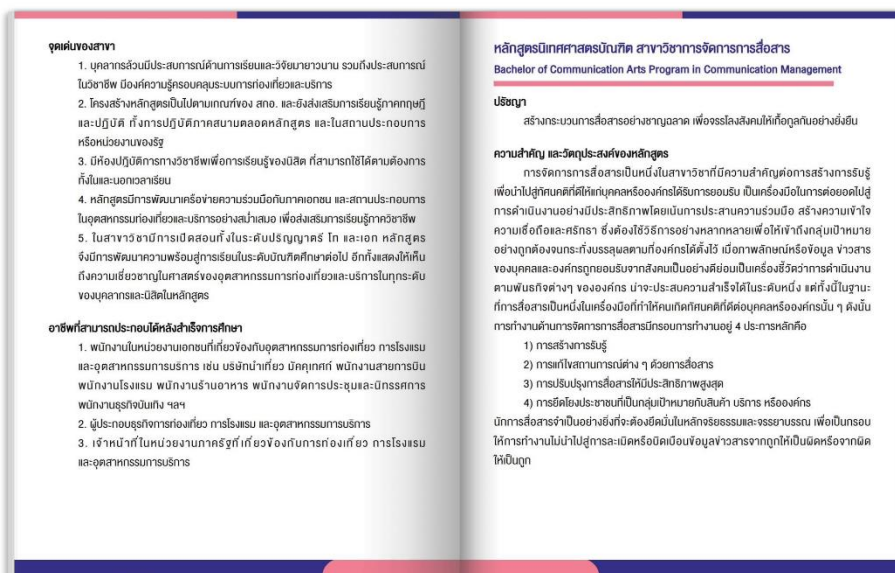 จุดเด่นของสาขา
1. บุคลากรล้วนมีประสบการณ์ด้านการเรียนและวิจัยมายาวนาน รวมถึงประสบการณ์
ในวิชาชีพ มีองค์ความรู้ครอบคลุมระบบการท่องเที่ยวและบริการ
2. โครงสร้างหลักสูตรเป็นไปตามเกณฑ์ของ สกอ. และยังส่งเสริมการเรียนรู้ภาคทฤษฎี
และปฏิบัติ ทั้งการปฏิบัติภาคสนามตลอดหลักสูตร และในสถานประกอบการ
หรือหน่วยงานของรัฐ
3. มีห้องปฏิบัติการทางวิชาชีพเพื่อการเรียนรู้ของนิสิต ที่สามารถใช้ได้ตามต้องการ
ทั้งในและนอกเวลาเรียน
4. หลักสูตรมีการพัฒนาเครือข่ายความร่วมมือกับภาคเอกชน และสถานประกอบการ
ในอุตสาหกรรมท่องเที่ยวและบริการอย่างสม่ำเสมอ เพื่อส่งเสริมการเรียนรู้ภาควิชาชีพ
5. ในสาขาวิชามีการเปิดสอนทั้งในระดับปริญญาตรี โท และเอก หลักสูตร
จึงมีการพัฒนาความพร้อมสู่การเรียนในระดับบัณฑิตศึกษาต่อไป อีกทั้งแสดงให้เห็น
ถึงความเชี่ยวชาญในศาสตร์ของอุตสาหกรรมการท่องเที่ยวและบริการในทุกระดับ
ของบุคลากรและนิสิตในหลักสูตร
อาชีพที่สามารถประกอบได้หลังสำเร็จการศึกษา
1. พนักงานในหน่วยงานเอกชนที่เกี่ยวข้องกับอุตสาหกรรมการท่องเที่ยว การโรงแรม
และอุตสาหกรรมการบริการ เช่น บริษัทนำเที่ยว มัคคุเทศก์ พนักงานสายการบิน
พนักงานโรงแรม พนักงานร้านอาหาร พนักงานจัดการประชุมและนิทรรศการ
พนักงานธุรกิจบันเทิง ฯลฯ
2. ผู้ประกอบธุรกิจการท่องเที่ยว การโรงแรม และอุตสาหกรรมการบริการ
3. เจ้าหน้าที่ในหน่วยงานภาครัฐที่เกี่ยวข้องกับการท่องเที่ยว การโรงแรม
และอุตสาหกรรมการบริการ
หลักสูตรนิเทศศาสตรบัณฑิต สาขาวิชาการจัดการการสื่อสาร
Bachelor of Communication Arts Program in Communication Management
ปรัชญา
สร้างกระบวนการสื่อสารอย่างชาญฉลาด เพื่อจรรโลงสังคมให้เกื้อกูลกันอย่างยั่งยืน
ความสำคัญ และวัตถุประสงค์ของหลักสูตร
การจัดการการสื่อสารเป็นหนึ่งในสาขาวิชาที่มีความสำคัญต่อการสร้างการรับรู้
เพื่อนำไปสู่ทัศนคติที่ดีให้แก่บุคคลหรือองค์กรได้รับการยอมรับ เป็นเครื่องมือในการต่อยอดไปสู่
การดำเนินงานอย่างมีประสิทธิภาพโดยเน้นการประสานความร่วมมือ สร้างความเข้าใจ
ความเชื่อถือและศรัทธา ซึ่งต้องใช้วิธีการอย่างหลากหลายเพื่อให้เข้าถึงกลุ่มเป้าหมาย
อย่างถูกต้องจนกระทั่งบรรลุผลตามที่องค์กรได้ตั้งไว้ เมื่อภาพลักษณ์หรือข้อมูล ข่าวสาร
ของบุคคลและองค์กรถูกยอมรับจากสังคมเป็นอย่างดีย่อมเป็นเครื่องชี้วัดว่าการดำเนินงาน
ตามพันธกิจต่างๆ ขององค์กร น่าจะประสบความสำเร็จได้ในระดับหนึ่ง แต่ทั้งนี้ในฐานะ
ที่การสื่อสารเป็นหนึ่งในเครื่องมือที่ทำให้คนเกิดทัศนคติที่ดีต่อบุคคลหรือองค์กรนั้น ๆ ดังนั้น
การทำงานด้านการจัดการการสื่อสารมีกรอบการทำงานอยู่ 4 ประการหลักคือ
1) การสร้างการรับรู้
2) การแก้ไขสถานการณ์ต่าง ๆ ด้วยการสื่อสาร
3) การปรับปรุงการสื่อสารให้มีประสิทธิภาพสูงสุด
4) การยึดโยงประชาชนที่เป็นกลุ่มเป้าหมายกับสินค้า บริการ หรือองค์กร
นักการสื่อสารจำเป็นอย่างยิ่งที่จะต้องยึดมั่นในหลักจริยธรรมและจรรยาบรรณ เพื่อเป็นกรอบ
ให้การทำงานไม่นำไปสู่การละเมิดหรือบิดเบือนข้อมูลข่าวสารจากถูกให้เป็นผิดหรือจากผิด
ให้เป็นถูก